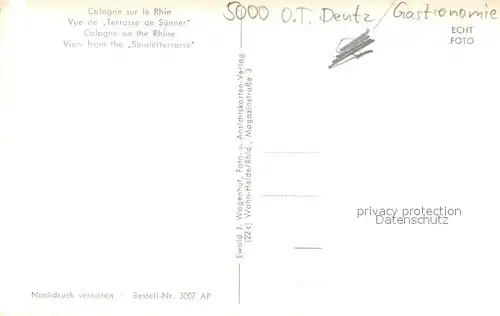 Cologne sur le Rhin
Vue de „Terrasse de Sünner"
Cologne on the Rhine
View from the „Sünnerterrasse"
5000 O.T. Deutz / Gastronomie
ECHT
FOTO
Ewald J. Wagenhut, Foto- u. Ansichtskarten-Verlag
(22c) Wahn-Heide/Rhld., Magazinstraße 3
privacy protection
Datenschutz
Nachdruck verboten - Bestell-Nr. 3007 AP